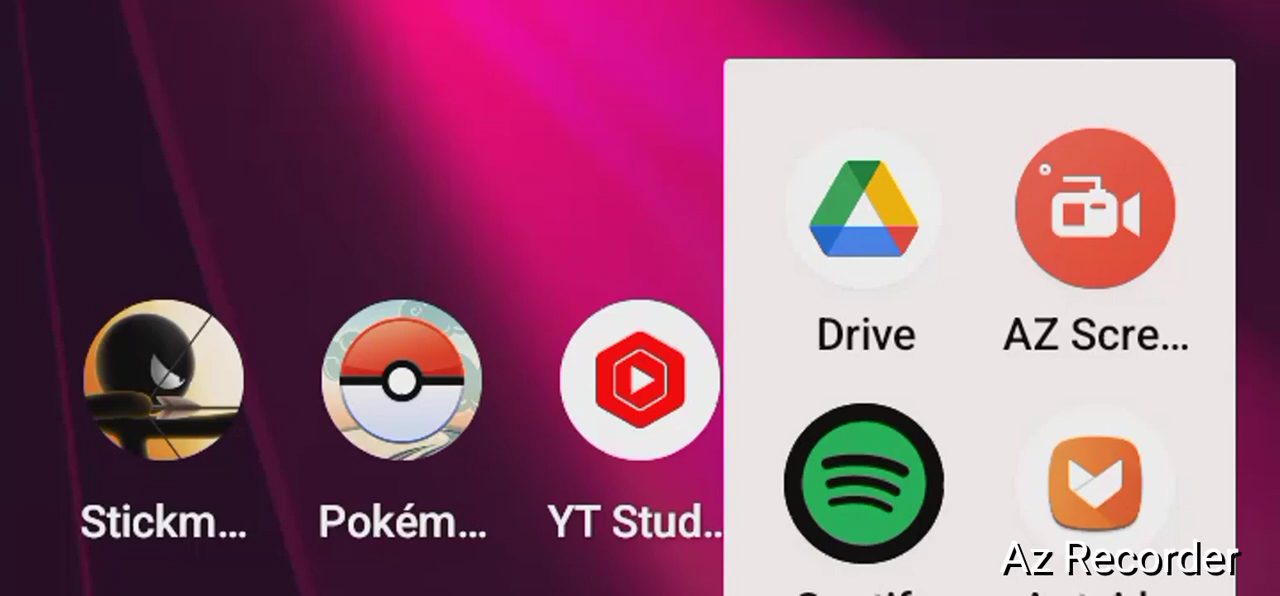 Drive
AZ Scre...
Stickm...
Pokém...
YT Stud..
Az Recorder